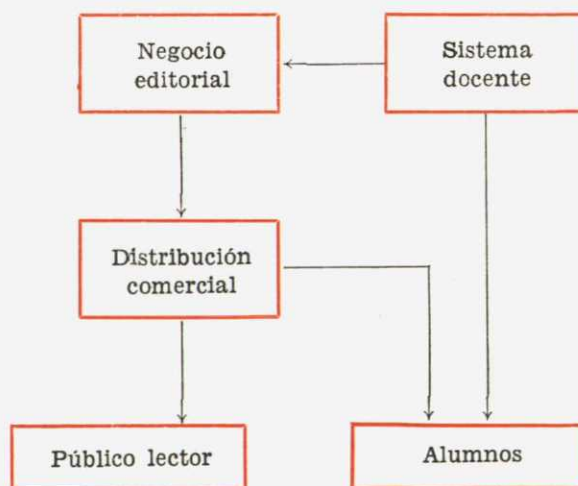 Negocio
editorial
Sistema
docente
Distribución
comercial
Público lector
Alumnos